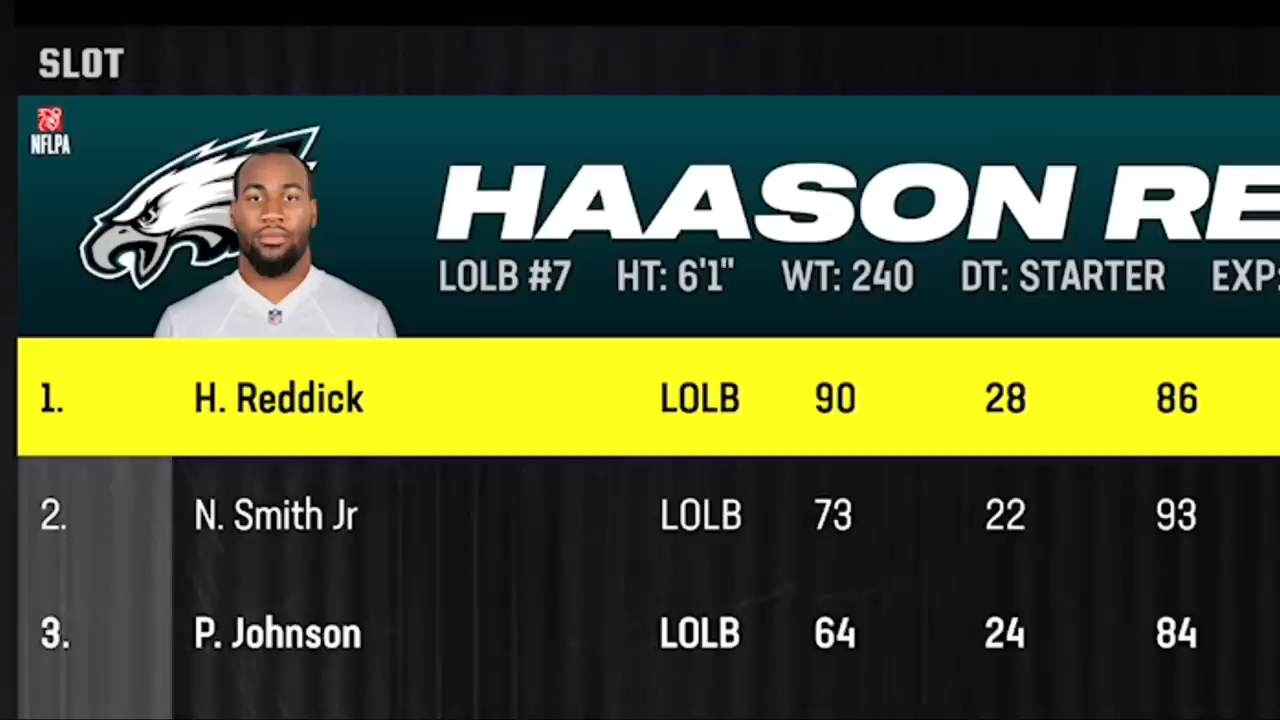 SLOT
NFLPA
HAASON RE
LOLB #7 HT: 6'1" WT: 240 DT: STARTER EXP:
1. H. Reddick LOLB 90 28 86
2. N. Smith Jr LOLB 73 22 93
3. P. Johnson LOLB 64 24 84